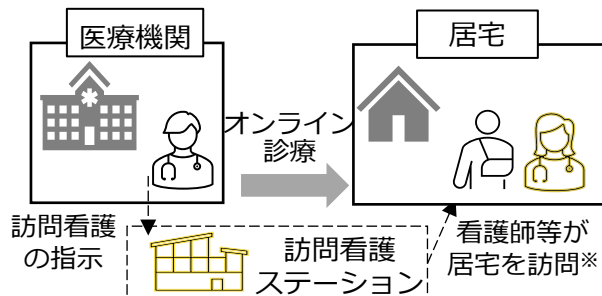 医療機関
居宅
オンライン
診療
訪問看護
の指示
訪問看護
ステーション
看護師等が
居宅を訪問※